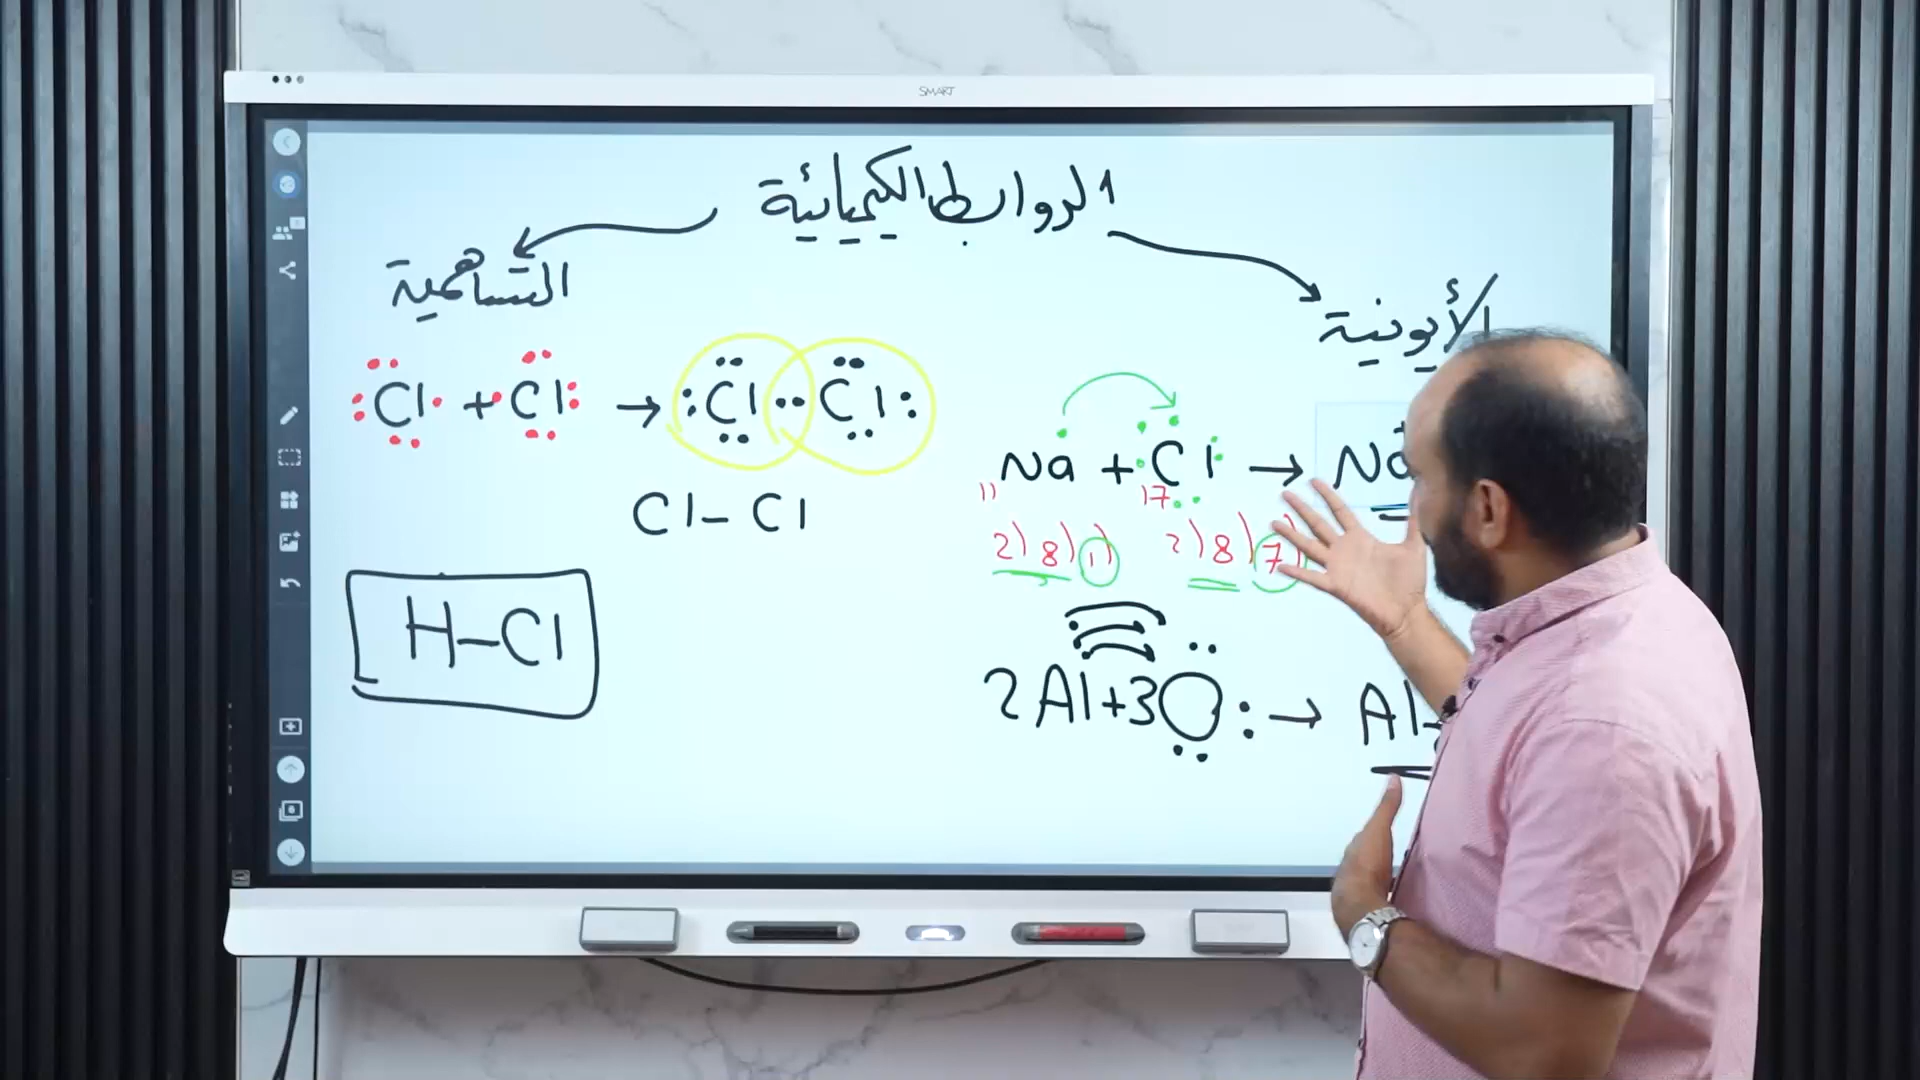 SMART
الروابط الكيميائية
الأيونية
التساهمية
Cl + Cl → Cl Cl
Cl – Cl
H–Cl
Na + Cl → Na
11 17
2) 8) 1) 2) 8) 7)
2Al+3O → Al